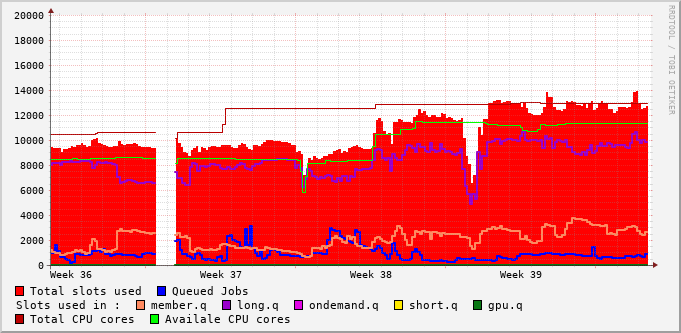 20000
18000
16000
14000
12000
10000
8000
6000
4000
2000
0
Week 36 Week 37 Week 38 Week 39
Total slots used Queued Jobs
Slots used in : member.q long.q ondemand.q short.q gpu.q
Total CPU cores Availale CPU cores
RRDTOOL / TOBI OETIKER